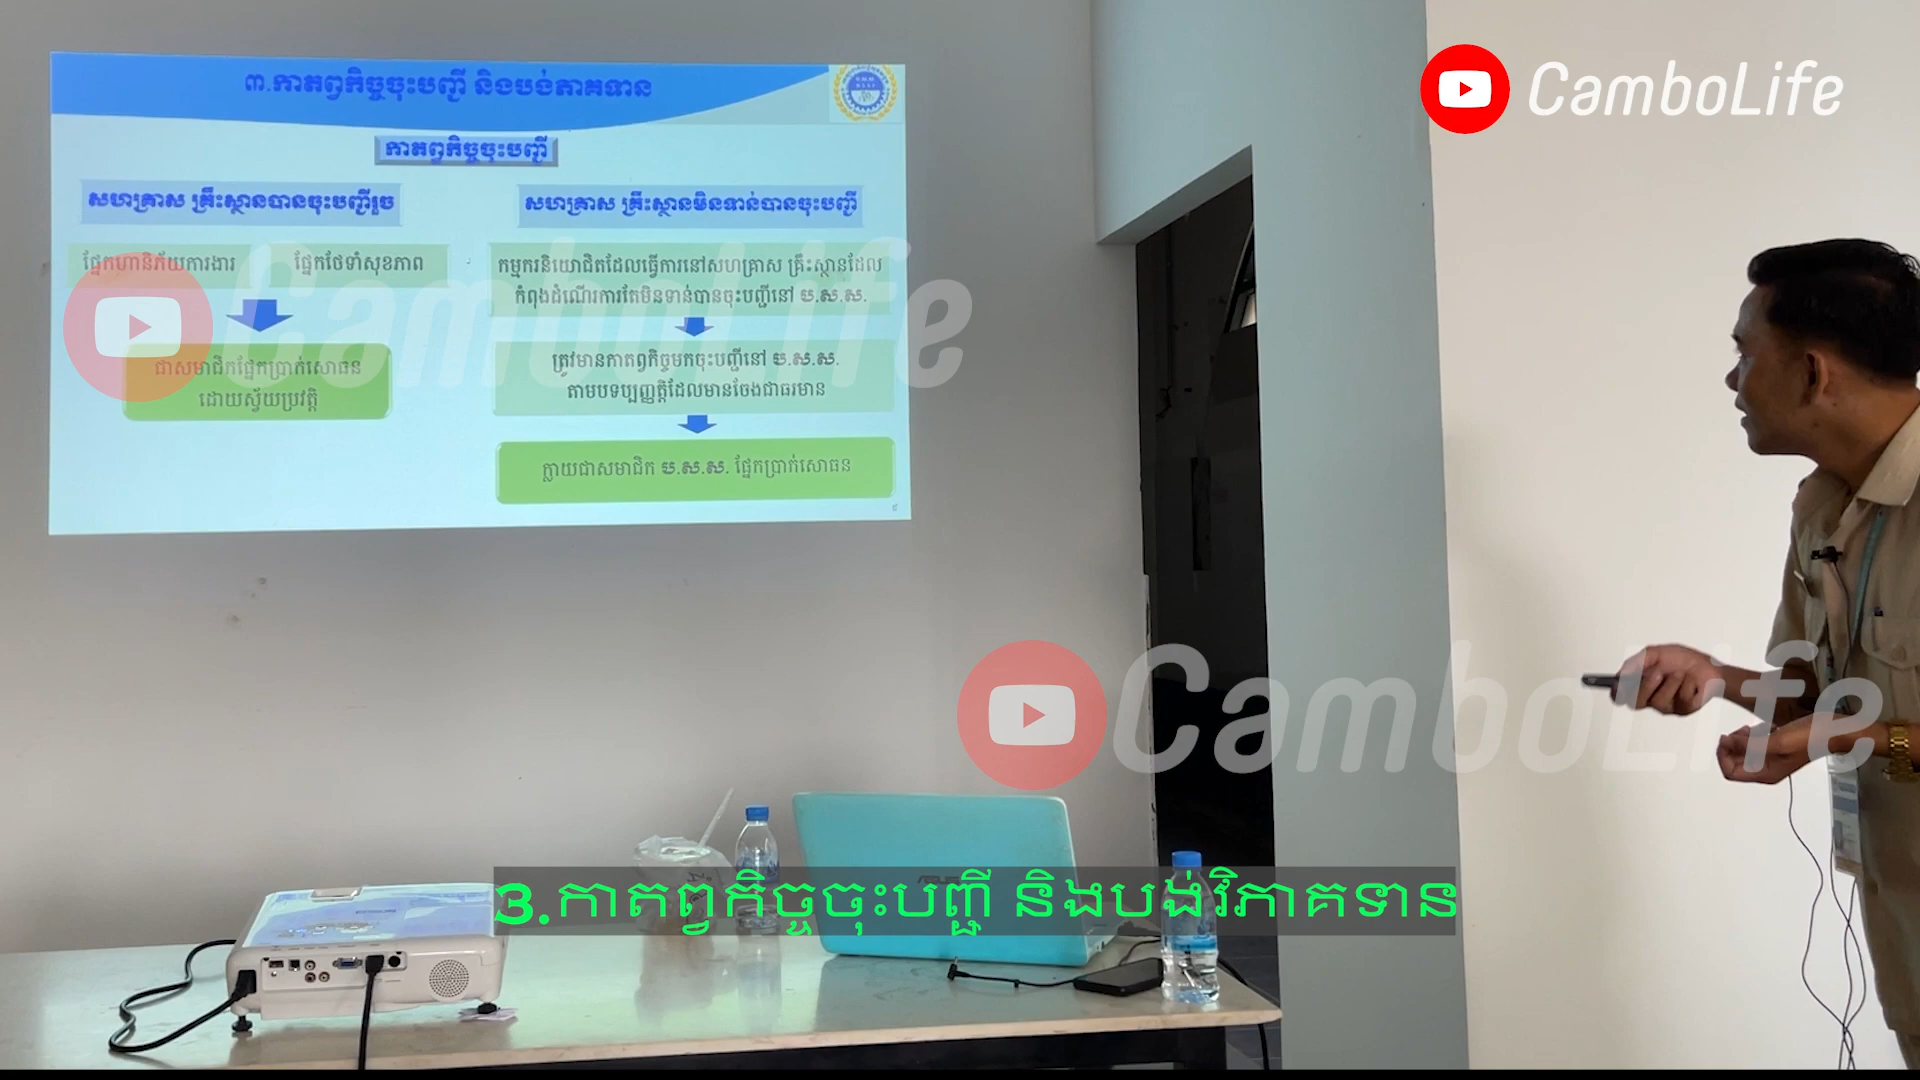 CamboLife
៣.កាតព្វកិច្ចចុះបញ្ជី និងបង់ភាគទាន
កាតព្វកិច្ចចុះបញ្ជី
សហគ្រាស គ្រឹះស្ថានបានចុះបញ្ជីរួច
ផ្នែកហានិភ័យការងារ
ផ្នែកថែទាំសុខភាព
ជាសមាជិកផ្នែកប្រាក់សោធន
ដោយស្វ័យប្រវត្តិ
សហគ្រាស គ្រឹះស្ថានមិនទាន់បានចុះបញ្ជី
កម្មករនិយោជិតដែលធ្វើការនៅសហគ្រាស គ្រឹះស្ថានដែល
កំពុងដំណើរការតែមិនទាន់បានចុះបញ្ជីនៅ ប.ស.ស.
ត្រូវមានកាតព្វកិច្ចមកចុះបញ្ជីនៅ ប.ស.ស.
តាមបទប្បញ្ញត្តិដែលមានចែងជាធរមាន
ក្លាយជាសមាជិក ប.ស.ស. ផ្នែកប្រាក់សោធន
CamboLife
CamboLife
3.កាតព្វកិច្ចចុះបញ្ជី និងបង់វិភាគទាន